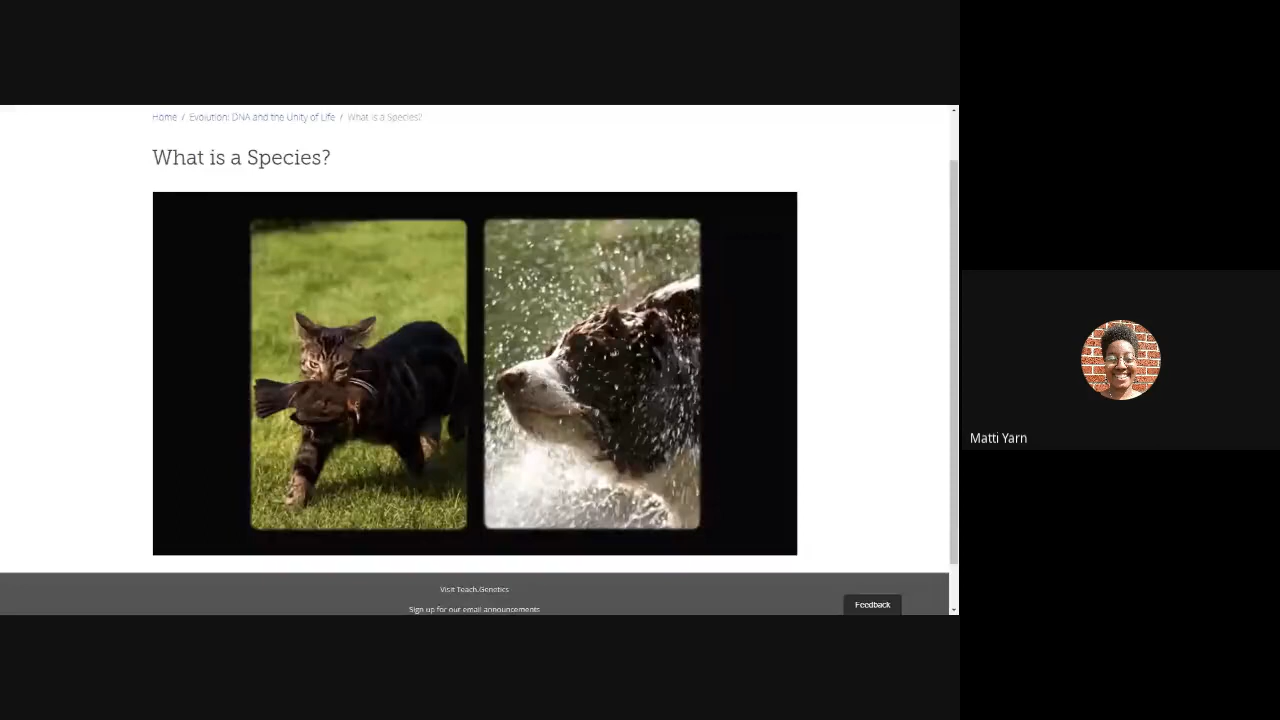 Home / Evolution: DNA and the Unity of Life / What is a Species?
What is a Species?
Visit Teach.Genetics
Sign up for our email announcements
Feedback
Matti Yarn